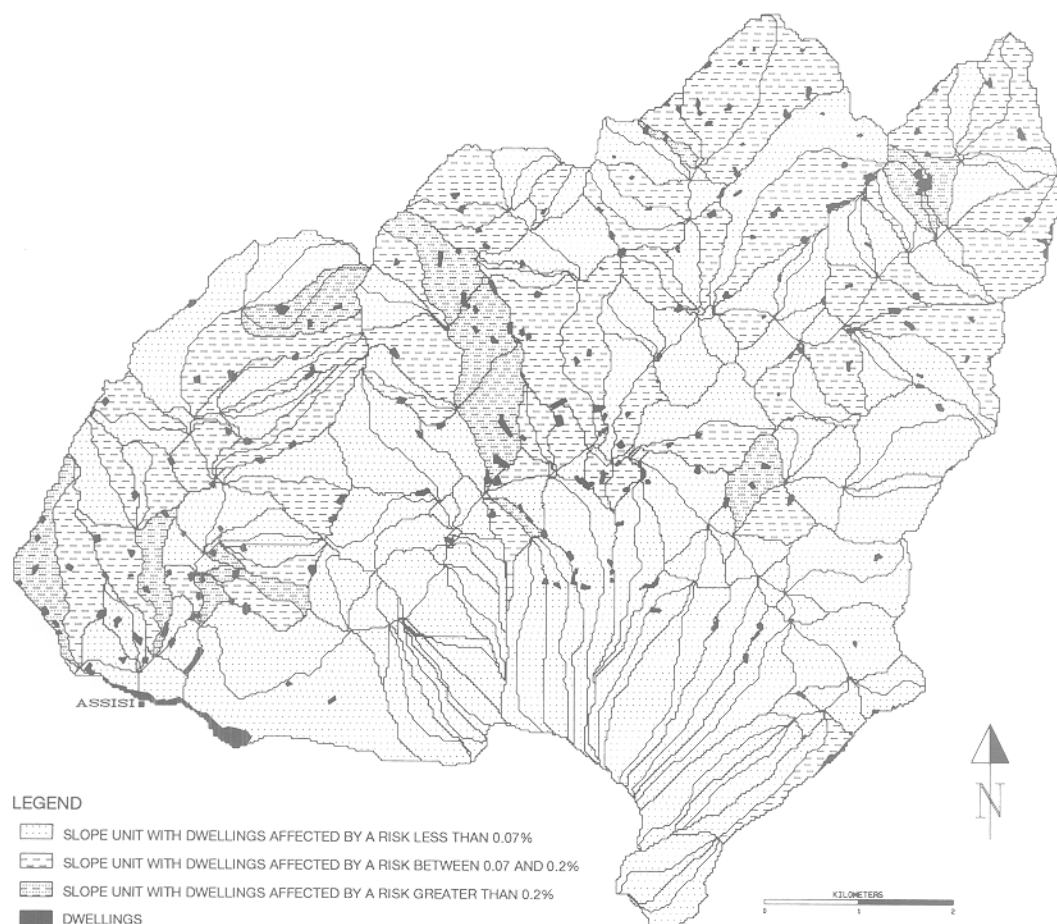 ASSISI
N
LEGEND
SLOPE UNIT WITH DWELLINGS AFFECTED BY A RISK LESS THAN 0.07%
SLOPE UNIT WITH DWELLINGS AFFECTED BY A RISK BETWEEN 0.07 AND 0.2%
SLOPE UNIT WITH DWELLINGS AFFECTED BY A RISK GREATER THAN 0.2%
DWELLINGS
KILOMETERS
0 1 2